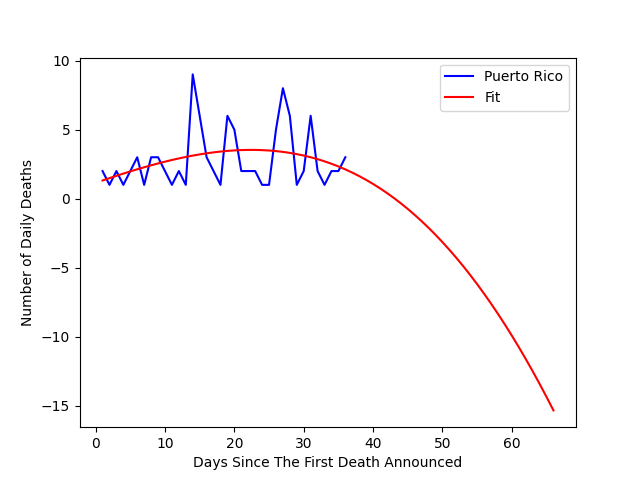 Puerto Rico
Fit
10
5
0
−5
−10
−15
Number of Daily Deaths
0 10 20 30 40 50 60
Days Since The First Death Announced